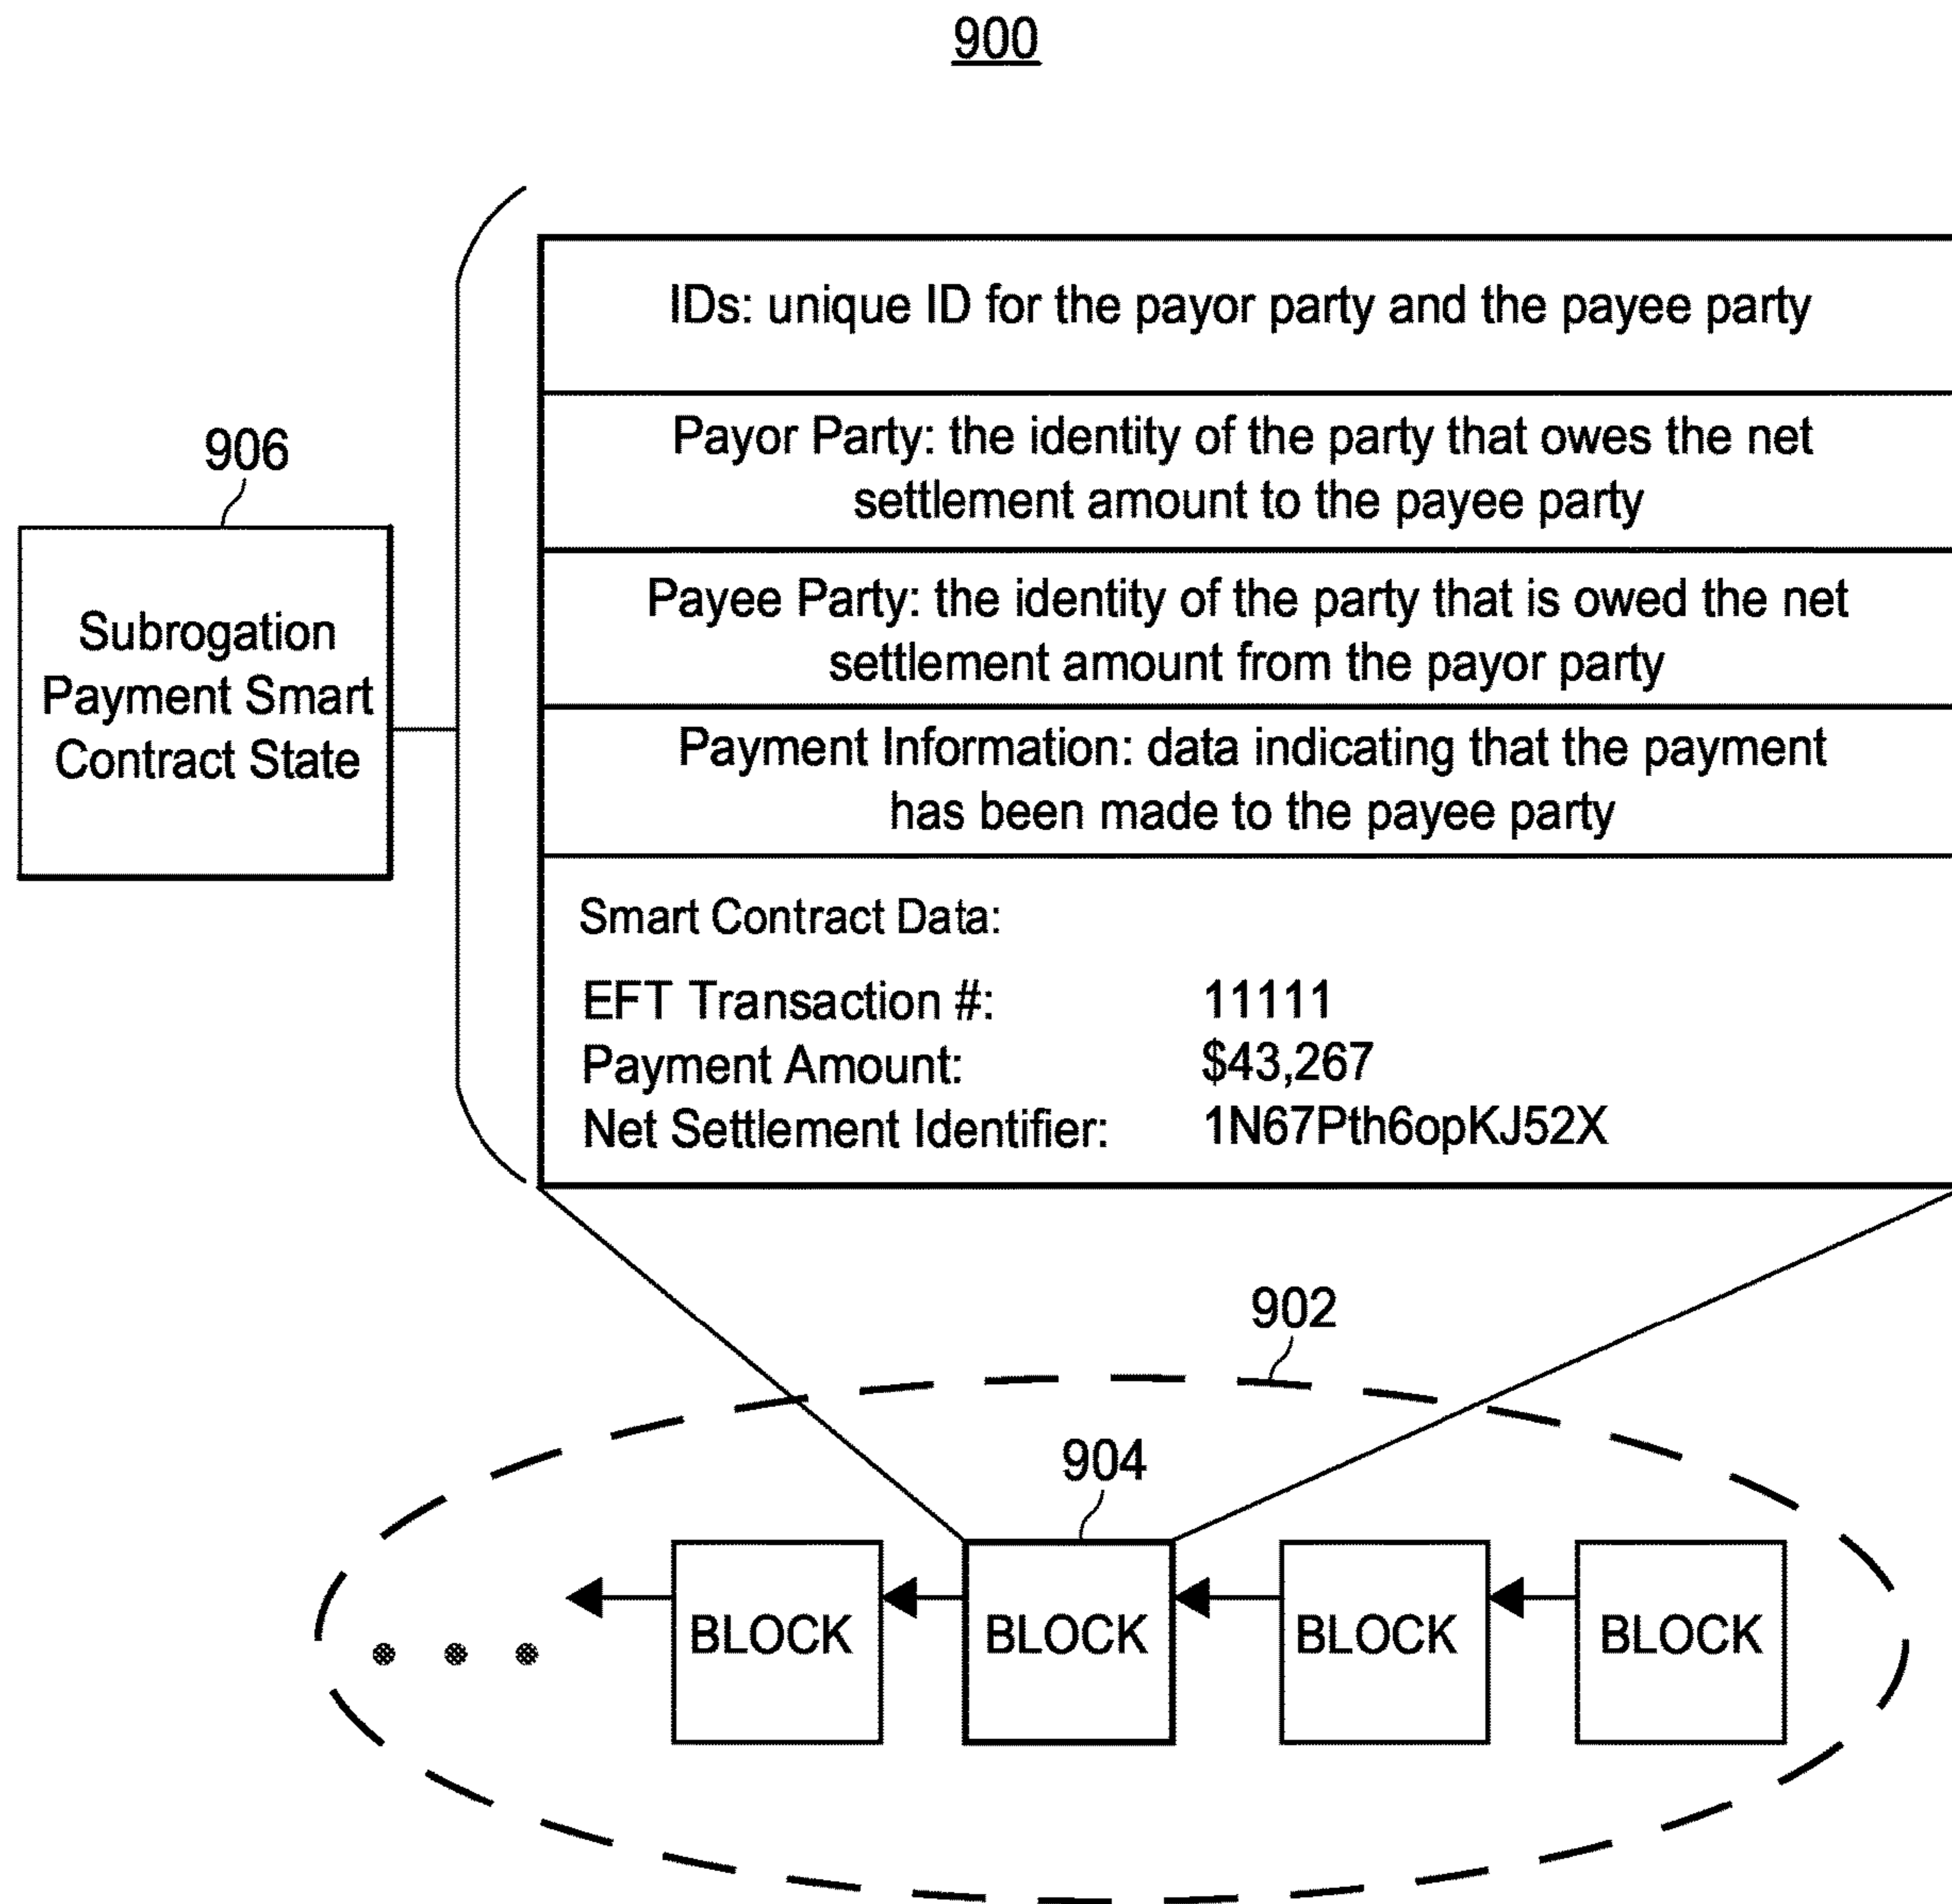 900
906
Subrogation
Payment Smart
Contract State
IDs: unique ID for the payor party and the payee party
Payor Party: the identity of the party that owes the net
settlement amount to the payee party
Payee Party: the identity of the party that is owed the net
settlement amount from the payor party
Payment Information: data indicating that the payment
has been made to the payee party
Smart Contract Data:
EFT Transaction #: 11111
Payment Amount: $43,267
Net Settlement Identifier: 1N67Pth6opKJ52X
902
904
BLOCK BLOCK BLOCK BLOCK